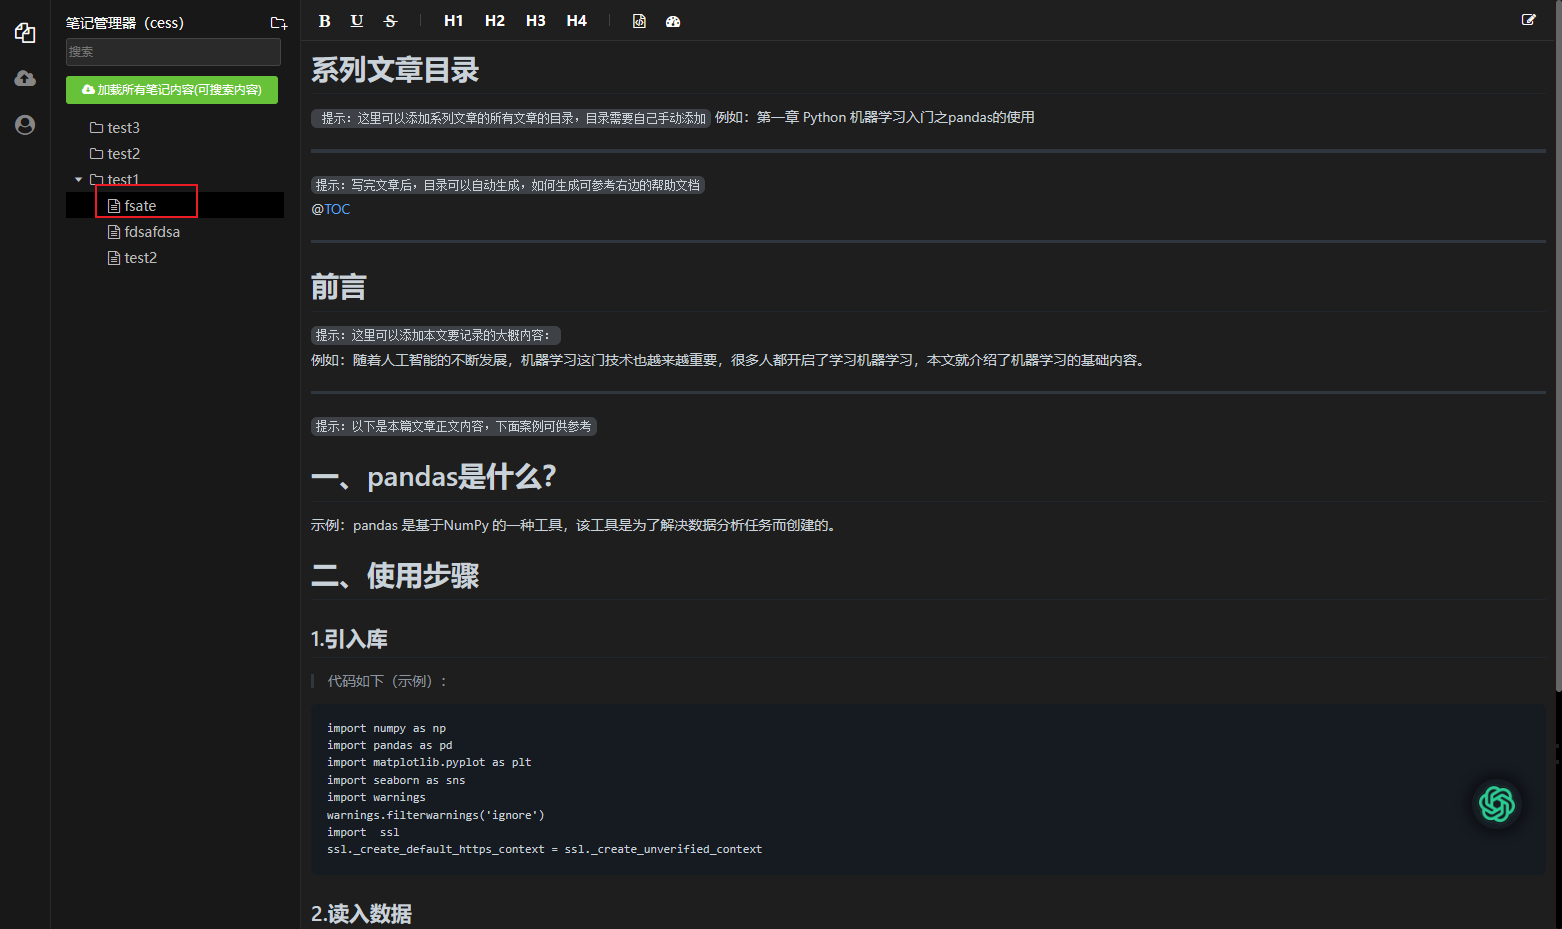 笔记管理器（cess）
搜索
加载所有笔记内容(可搜索内容)
test3
test2
test1
fsate
fdsafdsa
test2
B U S H1 H2 H3 H4
系列文章目录
提示：这里可以添加系列文章的所有文章的目录，目录需要自己手动添加 例如：第一章 Python 机器学习入门之pandas的使用
提示：写完文章后，目录可以自动生成，如何生成可参考右边的帮助文档
@TOC
前言
提示：这里可以添加本文要记录的大概内容：
例如：随着人工智能的不断发展，机器学习这门技术也越来越重要，很多人都开启了学习机器学习，本文就介绍了机器学习的基础内容。
提示：以下是本篇文章正文内容，下面案例可供参考
一、pandas是什么？
示例：pandas 是基于NumPy 的一种工具，该工具是为了解决数据分析任务而创建的。
二、使用步骤
1.引入库
代码如下（示例）：
import numpy as np
import pandas as pd
import matplotlib.pyplot as plt
import seaborn as sns
import warnings
warnings.filterwarnings('ignore')
import  ssl
ssl._create_default_https_context = ssl._create_unverified_context
2.读入数据